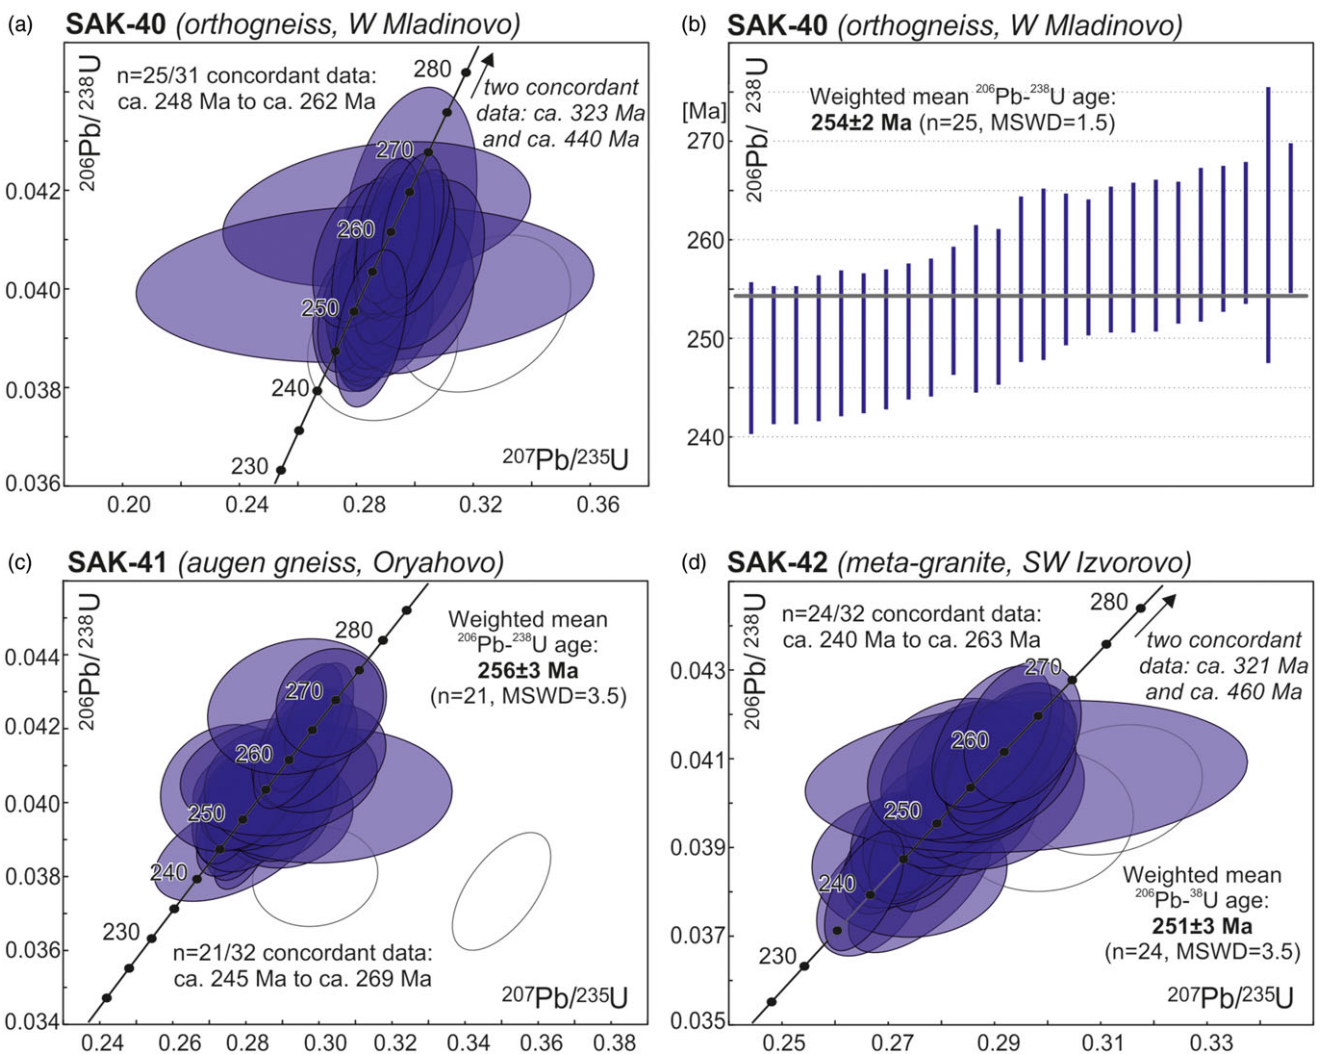 (a) SAK-40 (orthogneiss, W Mladinovo)
206Pb/ 238U
n=25/31 concordant data:
ca. 248 Ma to ca. 262 Ma
280
two concordant
data: ca. 323 Ma
and ca. 440 Ma
270
260
250
240
230
0.042
0.040
0.038
0.036
207Pb/235U
0.20 0.24 0.28 0.32 0.36
(b) SAK-40 (orthogneiss, W Mladinovo)
206Pb/ 238U
[Ma]
Weighted mean 206Pb-238U age:
254±2 Ma (n=25, MSWD=1.5)
270
260
250
240
(c) SAK-41 (augen gneiss, Oryahovo)
206Pb/ 238U
Weighted mean
206Pb-238U age:
256±3 Ma
(n=21, MSWD=3.5)
280
270
260
250
240
230
0.044
0.042
0.040
0.038
0.036
0.034
n=21/32 concordant data:
ca. 245 Ma to ca. 269 Ma
207Pb/235U
0.24 0.26 0.28 0.30 0.32 0.34 0.36 0.38
(d) SAK-42 (meta-granite, SW Izvorovo)
206Pb/ 238U
n=24/32 concordant data:
ca. 240 Ma to ca. 263 Ma
280
two concordant
data: ca. 321 Ma
and ca. 460 Ma
270
260
250
240
230
0.043
0.041
0.039
0.037
0.035
Weighted mean
206Pb-38U age:
251±3 Ma
(n=24, MSWD=3.5)
207Pb/235U
0.25 0.27 0.29 0.31 0.33